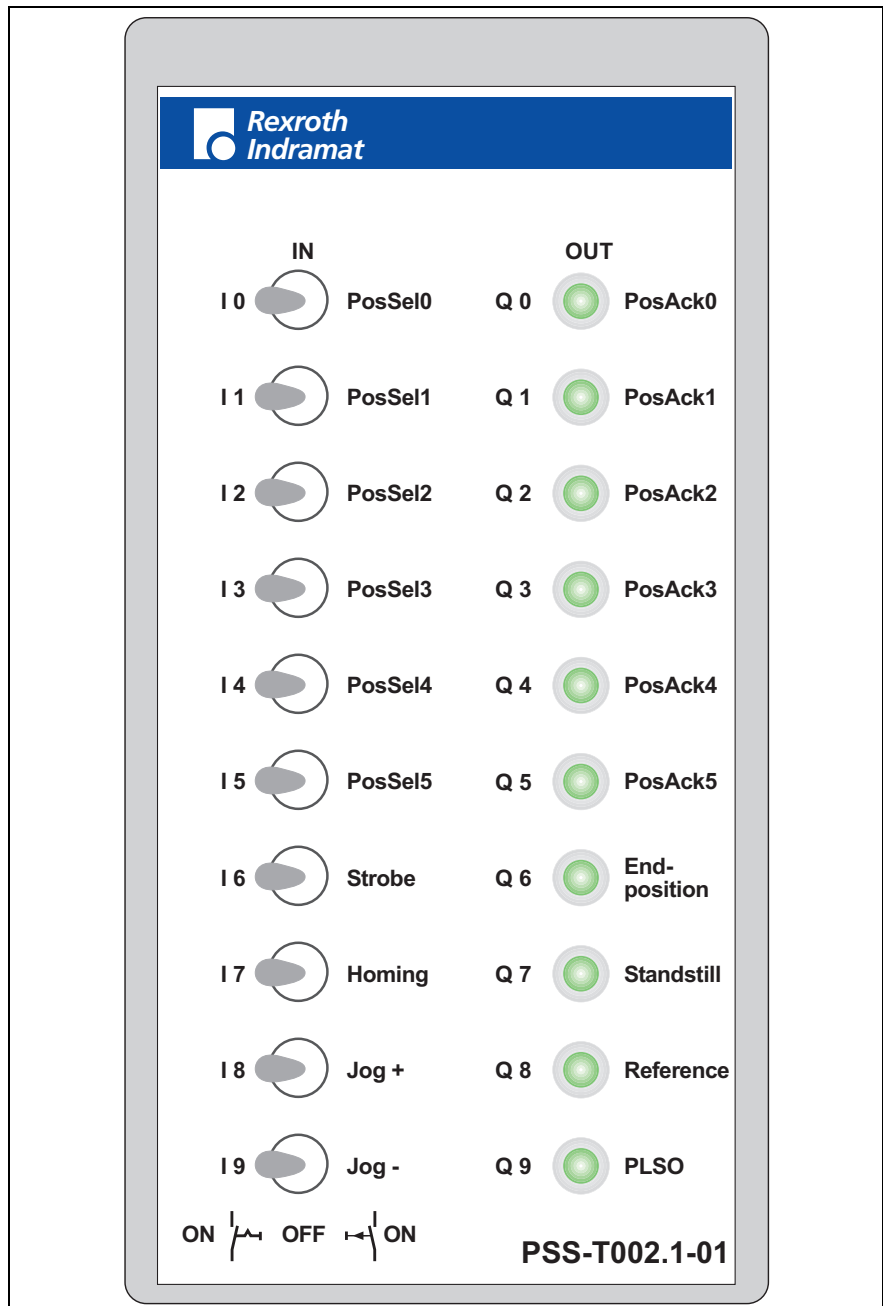 Rexroth
Indramat
IN OUT
I 0 PosSel0 Q 0 PosAck0
I 1 PosSel1 Q 1 PosAck1
I 2 PosSel2 Q 2 PosAck2
I 3 PosSel3 Q 3 PosAck3
I 4 PosSel4 Q 4 PosAck4
I 5 PosSel5 Q 5 PosAck5
I 6 Strobe Q 6 End-
position
I 7 Homing Q 7 Standstill
I 8 Jog + Q 8 Reference
I 9 Jog - Q 9 PLSO
ON OFF ON
PSS-T002.1-01